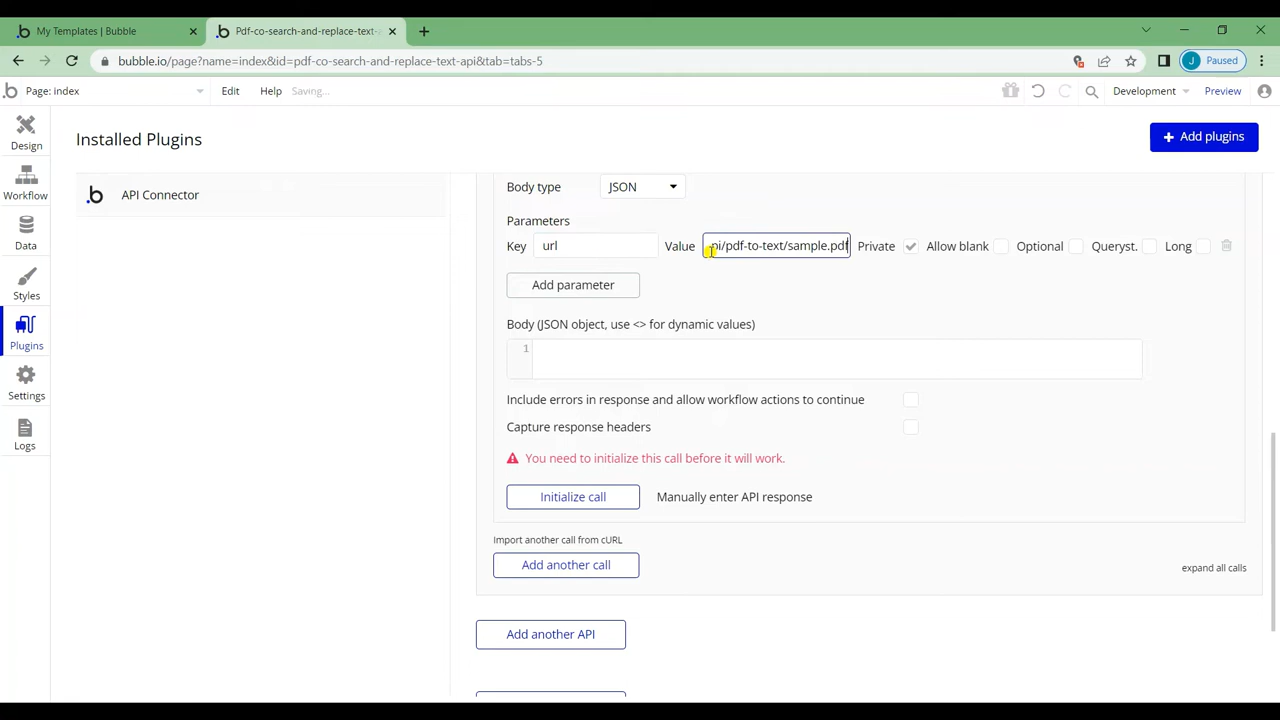 My Templates | Bubble
Pdf-co-search-and-replace-text-
bubble.io/page?name=index&id=pdf-co-search-and-replace-text-api&tab=tabs-5
J Paused
Page: index Edit Help Saving... Development Preview
Design
Workflow
Data
Styles
Plugins
Settings
Logs
Installed Plugins
+ Add plugins
.b API Connector
Body type JSON
Parameters
Key url Value pi/pdf-to-text/sample.pdf Private Allow blank Optional Queryst. Long
Add parameter
Body (JSON object, use <> for dynamic values)
1
Include errors in response and allow workflow actions to continue
Capture response headers
You need to initialize this call before it will work.
Initialize call Manually enter API response
Import another call from cURL
Add another call
expand all calls
Add another API